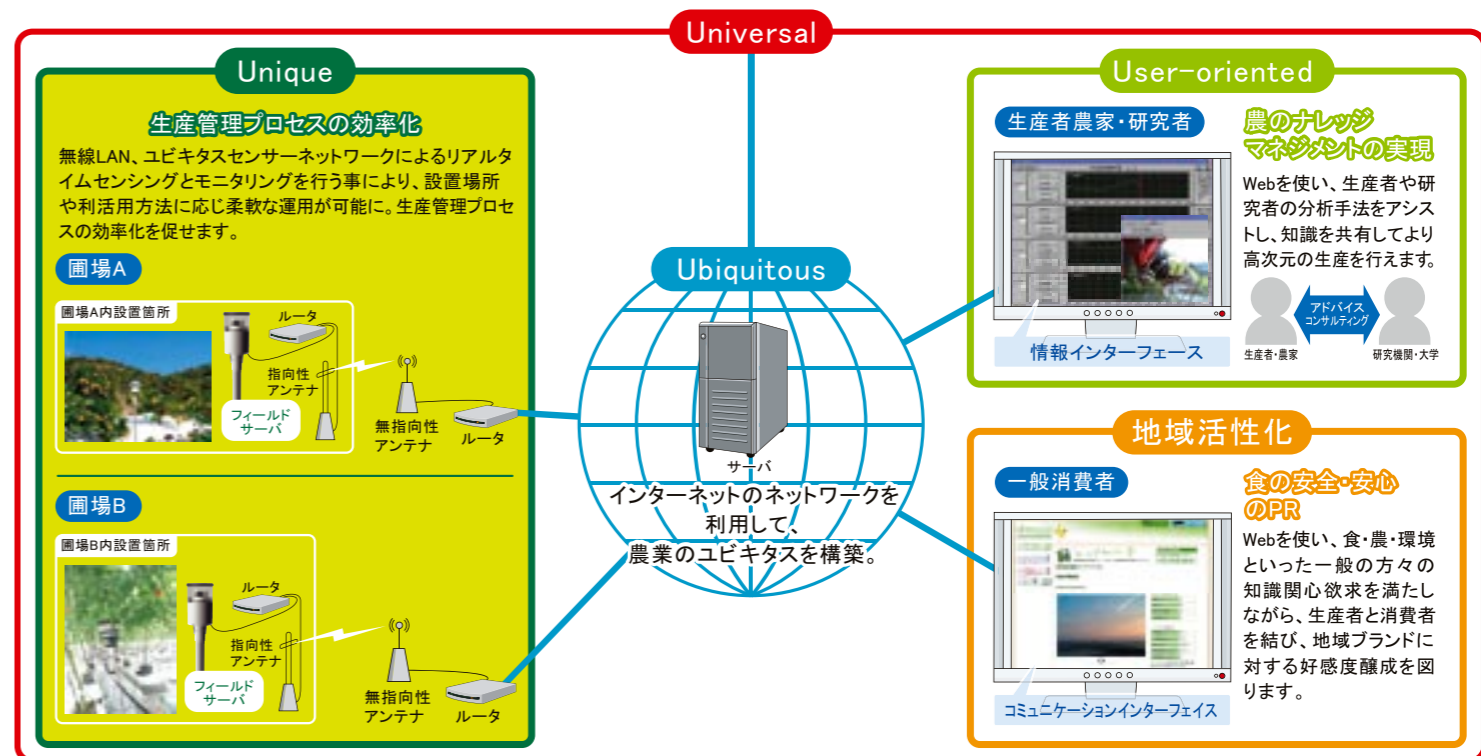 Universal
Unique
生産管理プロセスの効率化
無線LAN、ユビキタスセンサーネットワークによるリアルタ
イムセンシングとモニタリングを行う事により、設置場所
や利活用方法に応じ柔軟な運用が可能に。生産管理プロセ
スの効率化を促せます。
圃場A
圃場A内設置箇所
ルータ
指向性
アンテナ
フィールド
サーバ
無指向性
アンテナ
ルータ
圃場B
圃場B内設置箇所
ルータ
指向性
アンテナ
フィールド
サーバ
無指向性
アンテナ
ルータ
Ubiquitous
サーバ
インターネットのネットワークを
利用して、
農業のユビキタスを構築。
User-oriented
生産者農家・研究者
情報インターフェース
農のナレッジ
マネジメントの実現
Webを使い、生産者や研
究者の分析手法をアシス
トし、知識を共有してより
高次元の生産を行えます。
アドバイス
コンサルティング
生産者・農家
研究機関・大学
地域活性化
一般消費者
コミュニケーションインターフェイス
食の安全・安心
のPR
Webを使い、食・農・環境
といった一般の方々の
知識関心欲求を満たし
ながら、生産者と消費者
を結び、地域ブランドに
対する好感度醸成を図
ります。